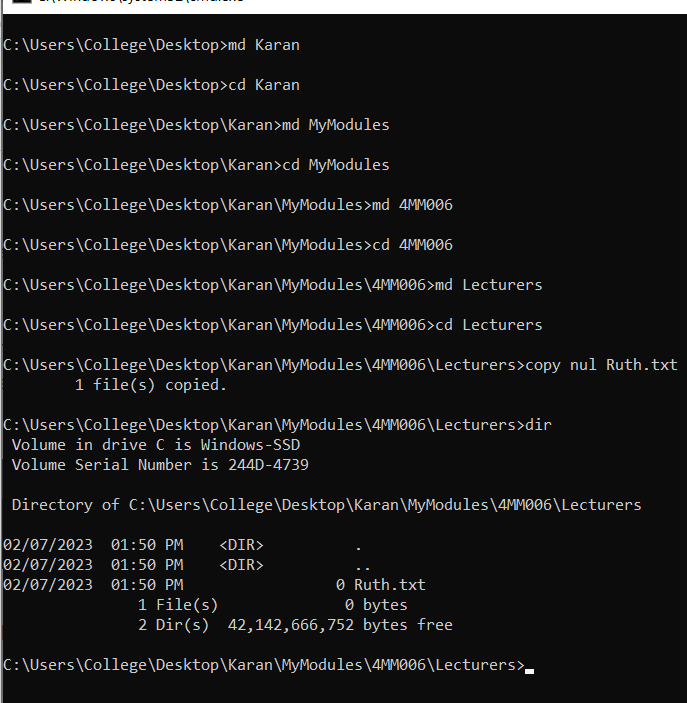 C:\Users\College\Desktop>md Karan
C:\Users\College\Desktop>cd Karan
C:\Users\College\Desktop\Karan>md MyModules
C:\Users\College\Desktop\Karan>cd MyModules
C:\Users\College\Desktop\Karan\MyModules>md 4MM006
C:\Users\College\Desktop\Karan\MyModules>cd 4MM006
C:\Users\College\Desktop\Karan\MyModules\4MM006>md Lecturers
C:\Users\College\Desktop\Karan\MyModules\4MM006>cd Lecturers
C:\Users\College\Desktop\Karan\MyModules\4MM006\Lecturers>copy nul Ruth.txt
        1 file(s) copied.
C:\Users\College\Desktop\Karan\MyModules\4MM006\Lecturers>dir
 Volume in drive C is Windows-SSD
 Volume Serial Number is 244D-4739
 Directory of C:\Users\College\Desktop\Karan\MyModules\4MM006\Lecturers
02/07/2023  01:50 PM    <DIR>          .
02/07/2023  01:50 PM    <DIR>          ..
02/07/2023  01:50 PM                 0 Ruth.txt
               1 File(s)              0 bytes
               2 Dir(s)  42,142,666,752 bytes free
C:\Users\College\Desktop\Karan\MyModules\4MM006\Lecturers>